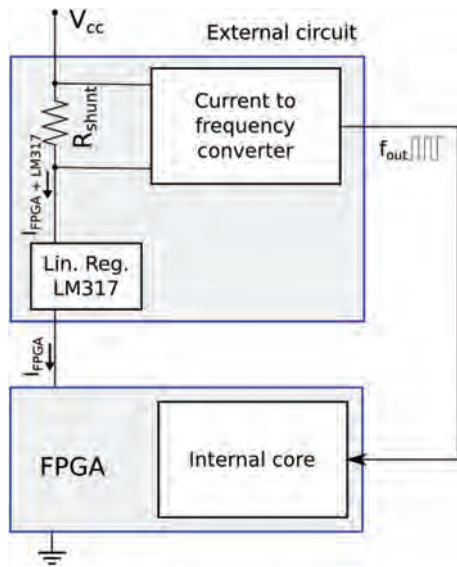 Vcc
External circuit
Rshunt
Current to
frequency
converter
fout
IFPGA + LM317
Lin. Reg.
LM317
IFPGA
FPGA
Internal core